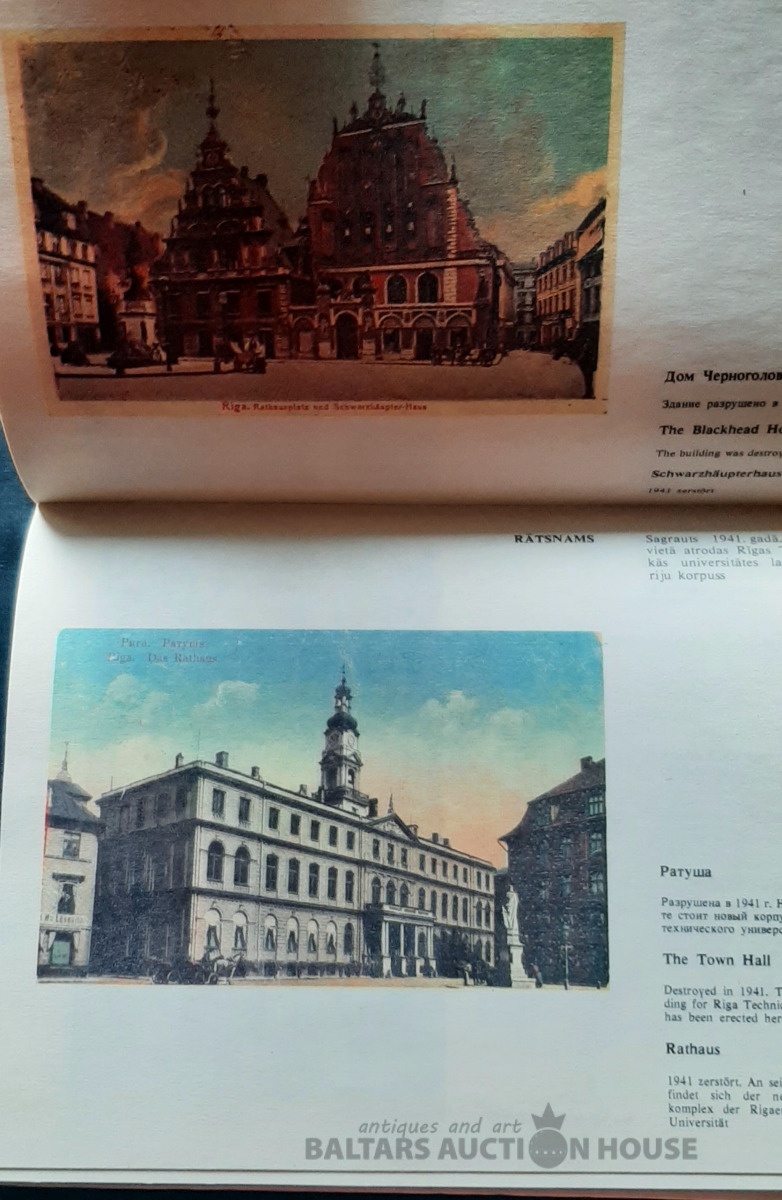 Riga. Rathausplatz und Schwarzhäupter-Haus
Дом Черноголов
Здание разрушено в
The Blackhead Ho
The building was destroy
Schwarzhäupterhaus
1941 zerstört
RĀTSNAMS
Sagrauts 1941. gadā.
vietā atrodas Rīgas
kās universitātes la
riju korpuss
Рига. Ратуша
Riga. Das Rathaus
Ратуша
Разрушена в 1941 г. Н
те стоит новый корпу
технического универс
The Town Hall
Destroyed in 1941. T
ding for Riga Techni
has been erected her
Rathaus
1941 zerstört. An sei
findet sich der ne
komplex der Rigaer
Universität
antiques and art
BALTARS AUCTION HOUSE